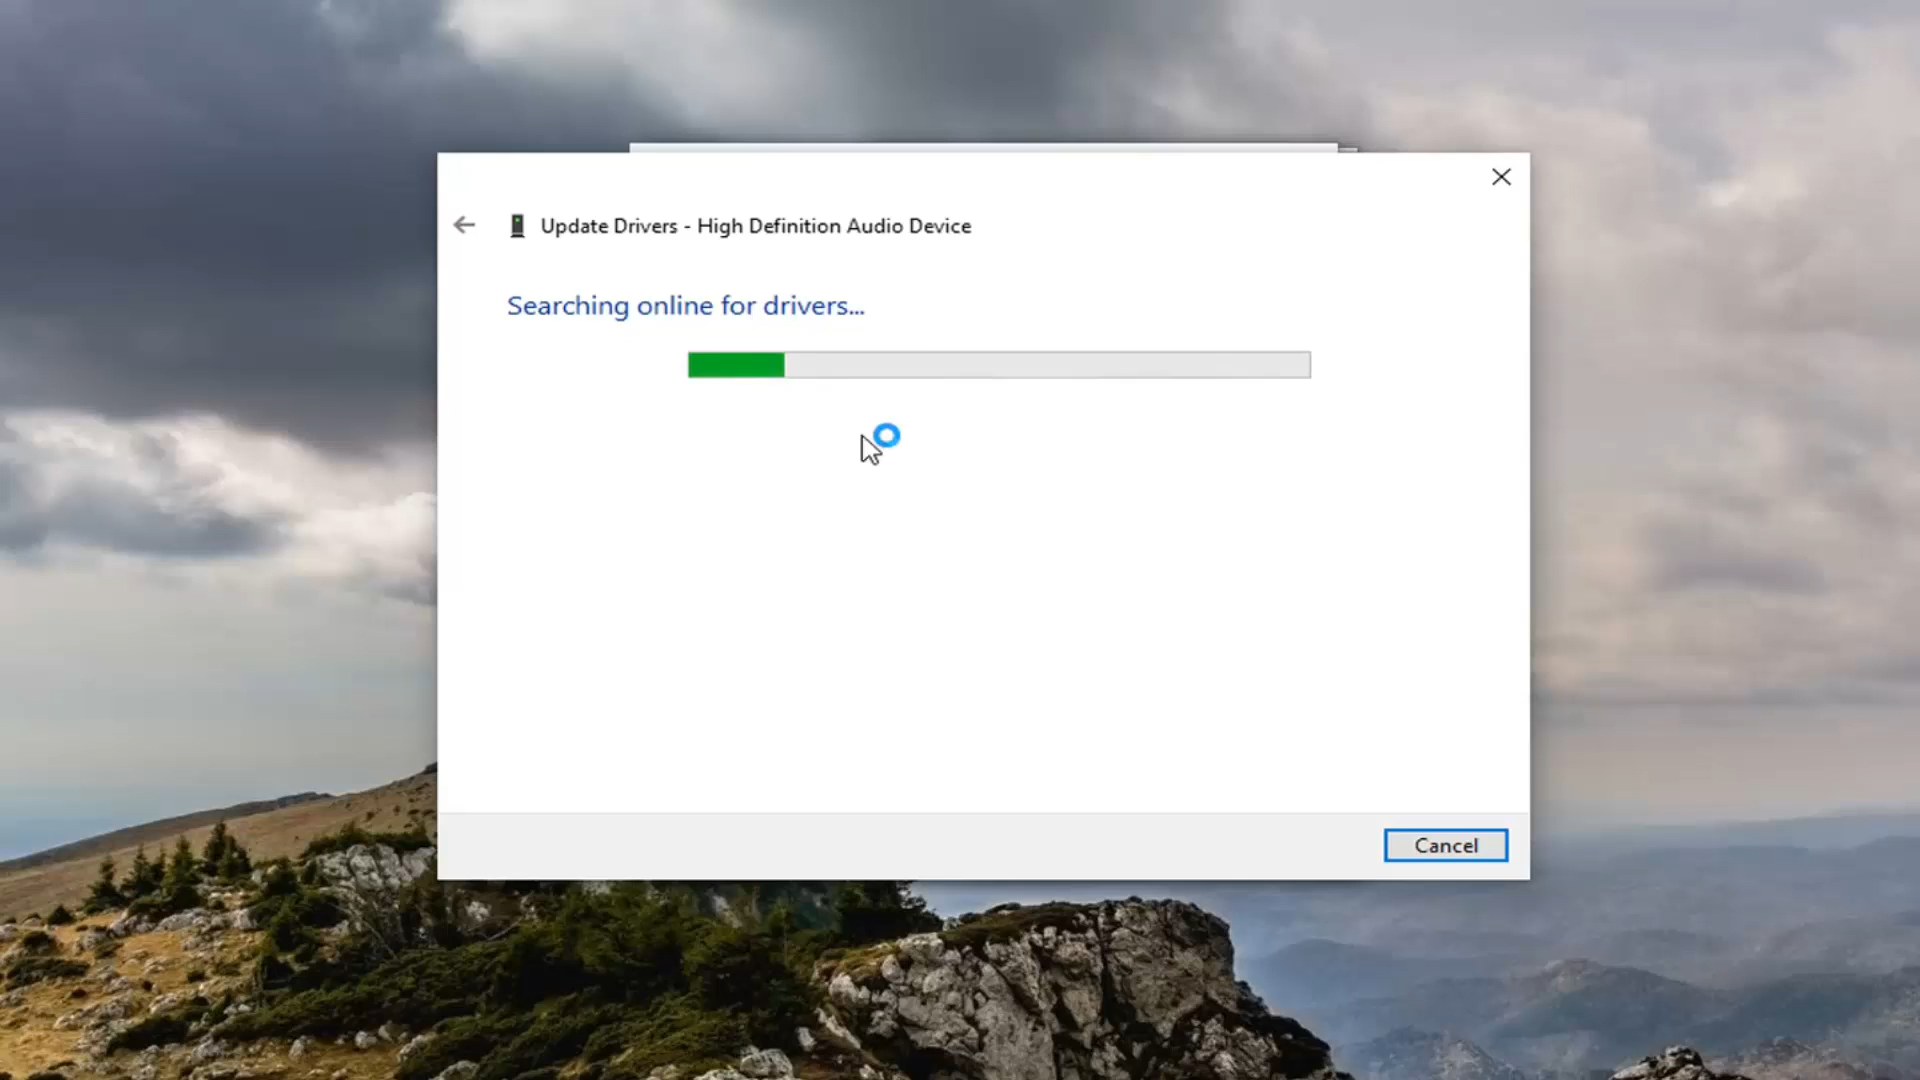 Update Drivers - High Definition Audio Device
Searching online for drivers...
Cancel